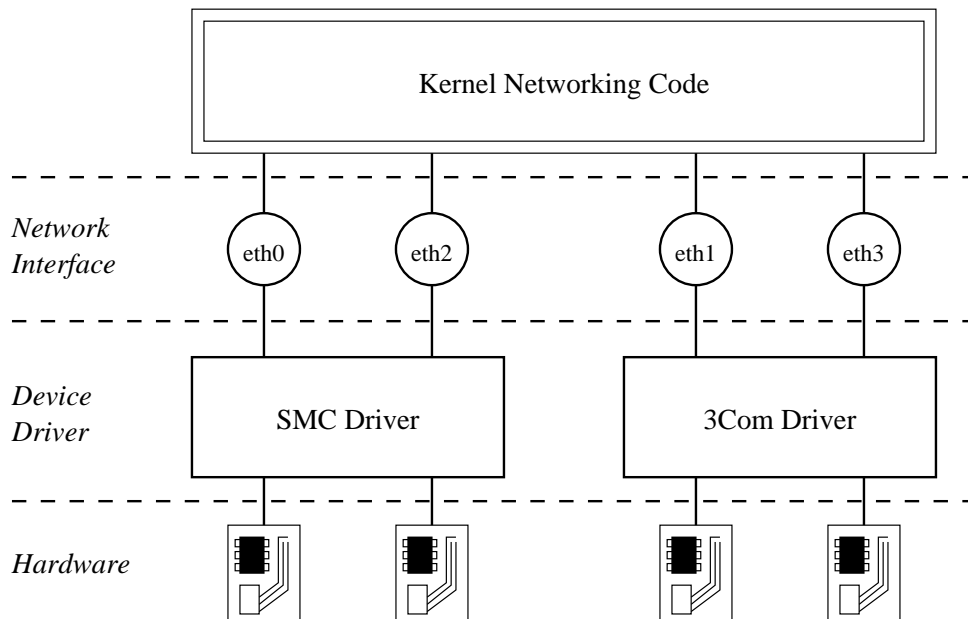 Kernel Networking Code
Network
Interface
eth0
eth2
eth1
eth3
Device
Driver
SMC Driver
3Com Driver
Hardware